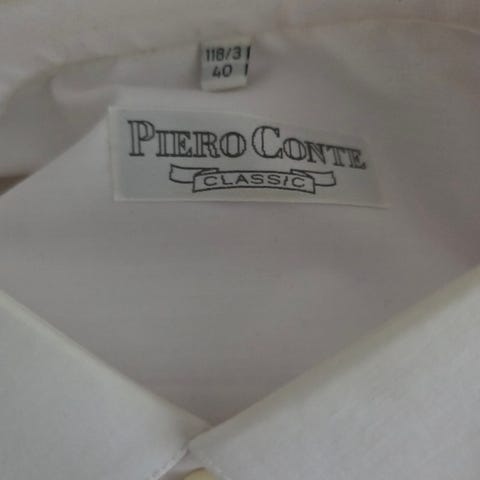 118/3
40
PIERO CONTE
CLASSIC